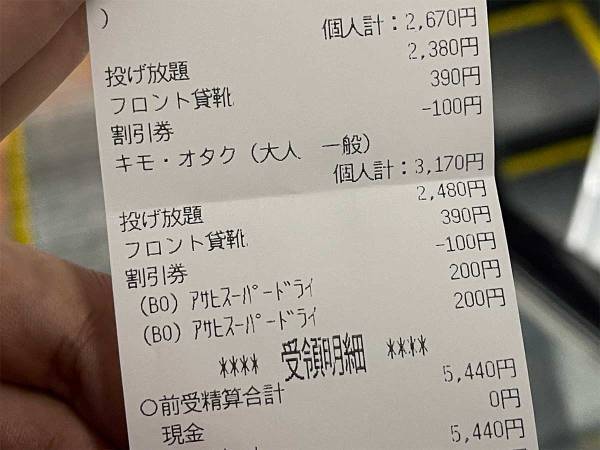 ）
個人計：2,670円
投げ放題 2,380円
フロント貸靴 390円
割引券 -100円
キモ・オタク（大人 一般）
個人計：3,170円
投げ放題 2,480円
フロント貸靴 390円
割引券 -100円
(BO) ｱｻﾋｽｰﾊﾟｰﾄﾞﾗｲ 200円
(BO) ｱｻﾋｽｰﾊﾟｰﾄﾞﾗｲ 200円
**** 受領明細 ****
○前受精算合計 5,440円
現金 0円
5,440円